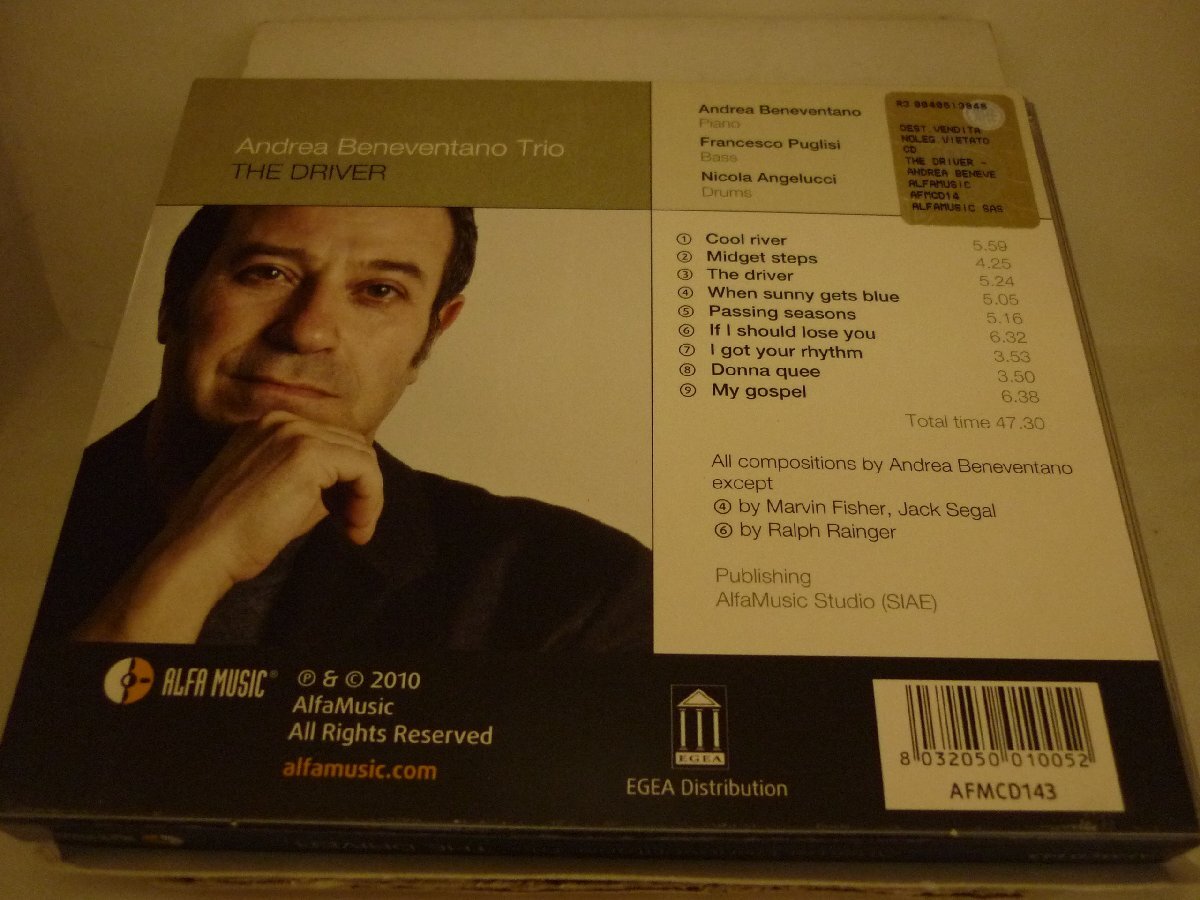 Andrea Beneventano Trio
THE DRIVER
Andrea Beneventano
Piano
Francesco Puglisi
Bass
Nicola Angelucci
Drums
DEST.VENDITA
NOLEG.VIETATO
CD
THE DRIVER -
ANDREA BENEVE
ALFAMUSIC
AFMCD14
ALFAMUSIC SAS
① Cool river 5.59
② Midget steps 4.25
③ The driver 5.24
④ When sunny gets blue 5.05
⑤ Passing seasons 5.16
⑥ If I should lose you 6.32
⑦ I got your rhythm 3.53
⑧ Donna quee 3.50
⑨ My gospel 6.38
Total time 47.30
All compositions by Andrea Beneventano
except
④ by Marvin Fisher, Jack Segal
⑥ by Ralph Rainger
Publishing
AlfaMusic Studio (SIAE)
ALFA MUSIC®
℗ & © 2010
AlfaMusic
All Rights Reserved
alfamusic.com
EGEA
EGEA Distribution
8 032050 010052
AFMCD143